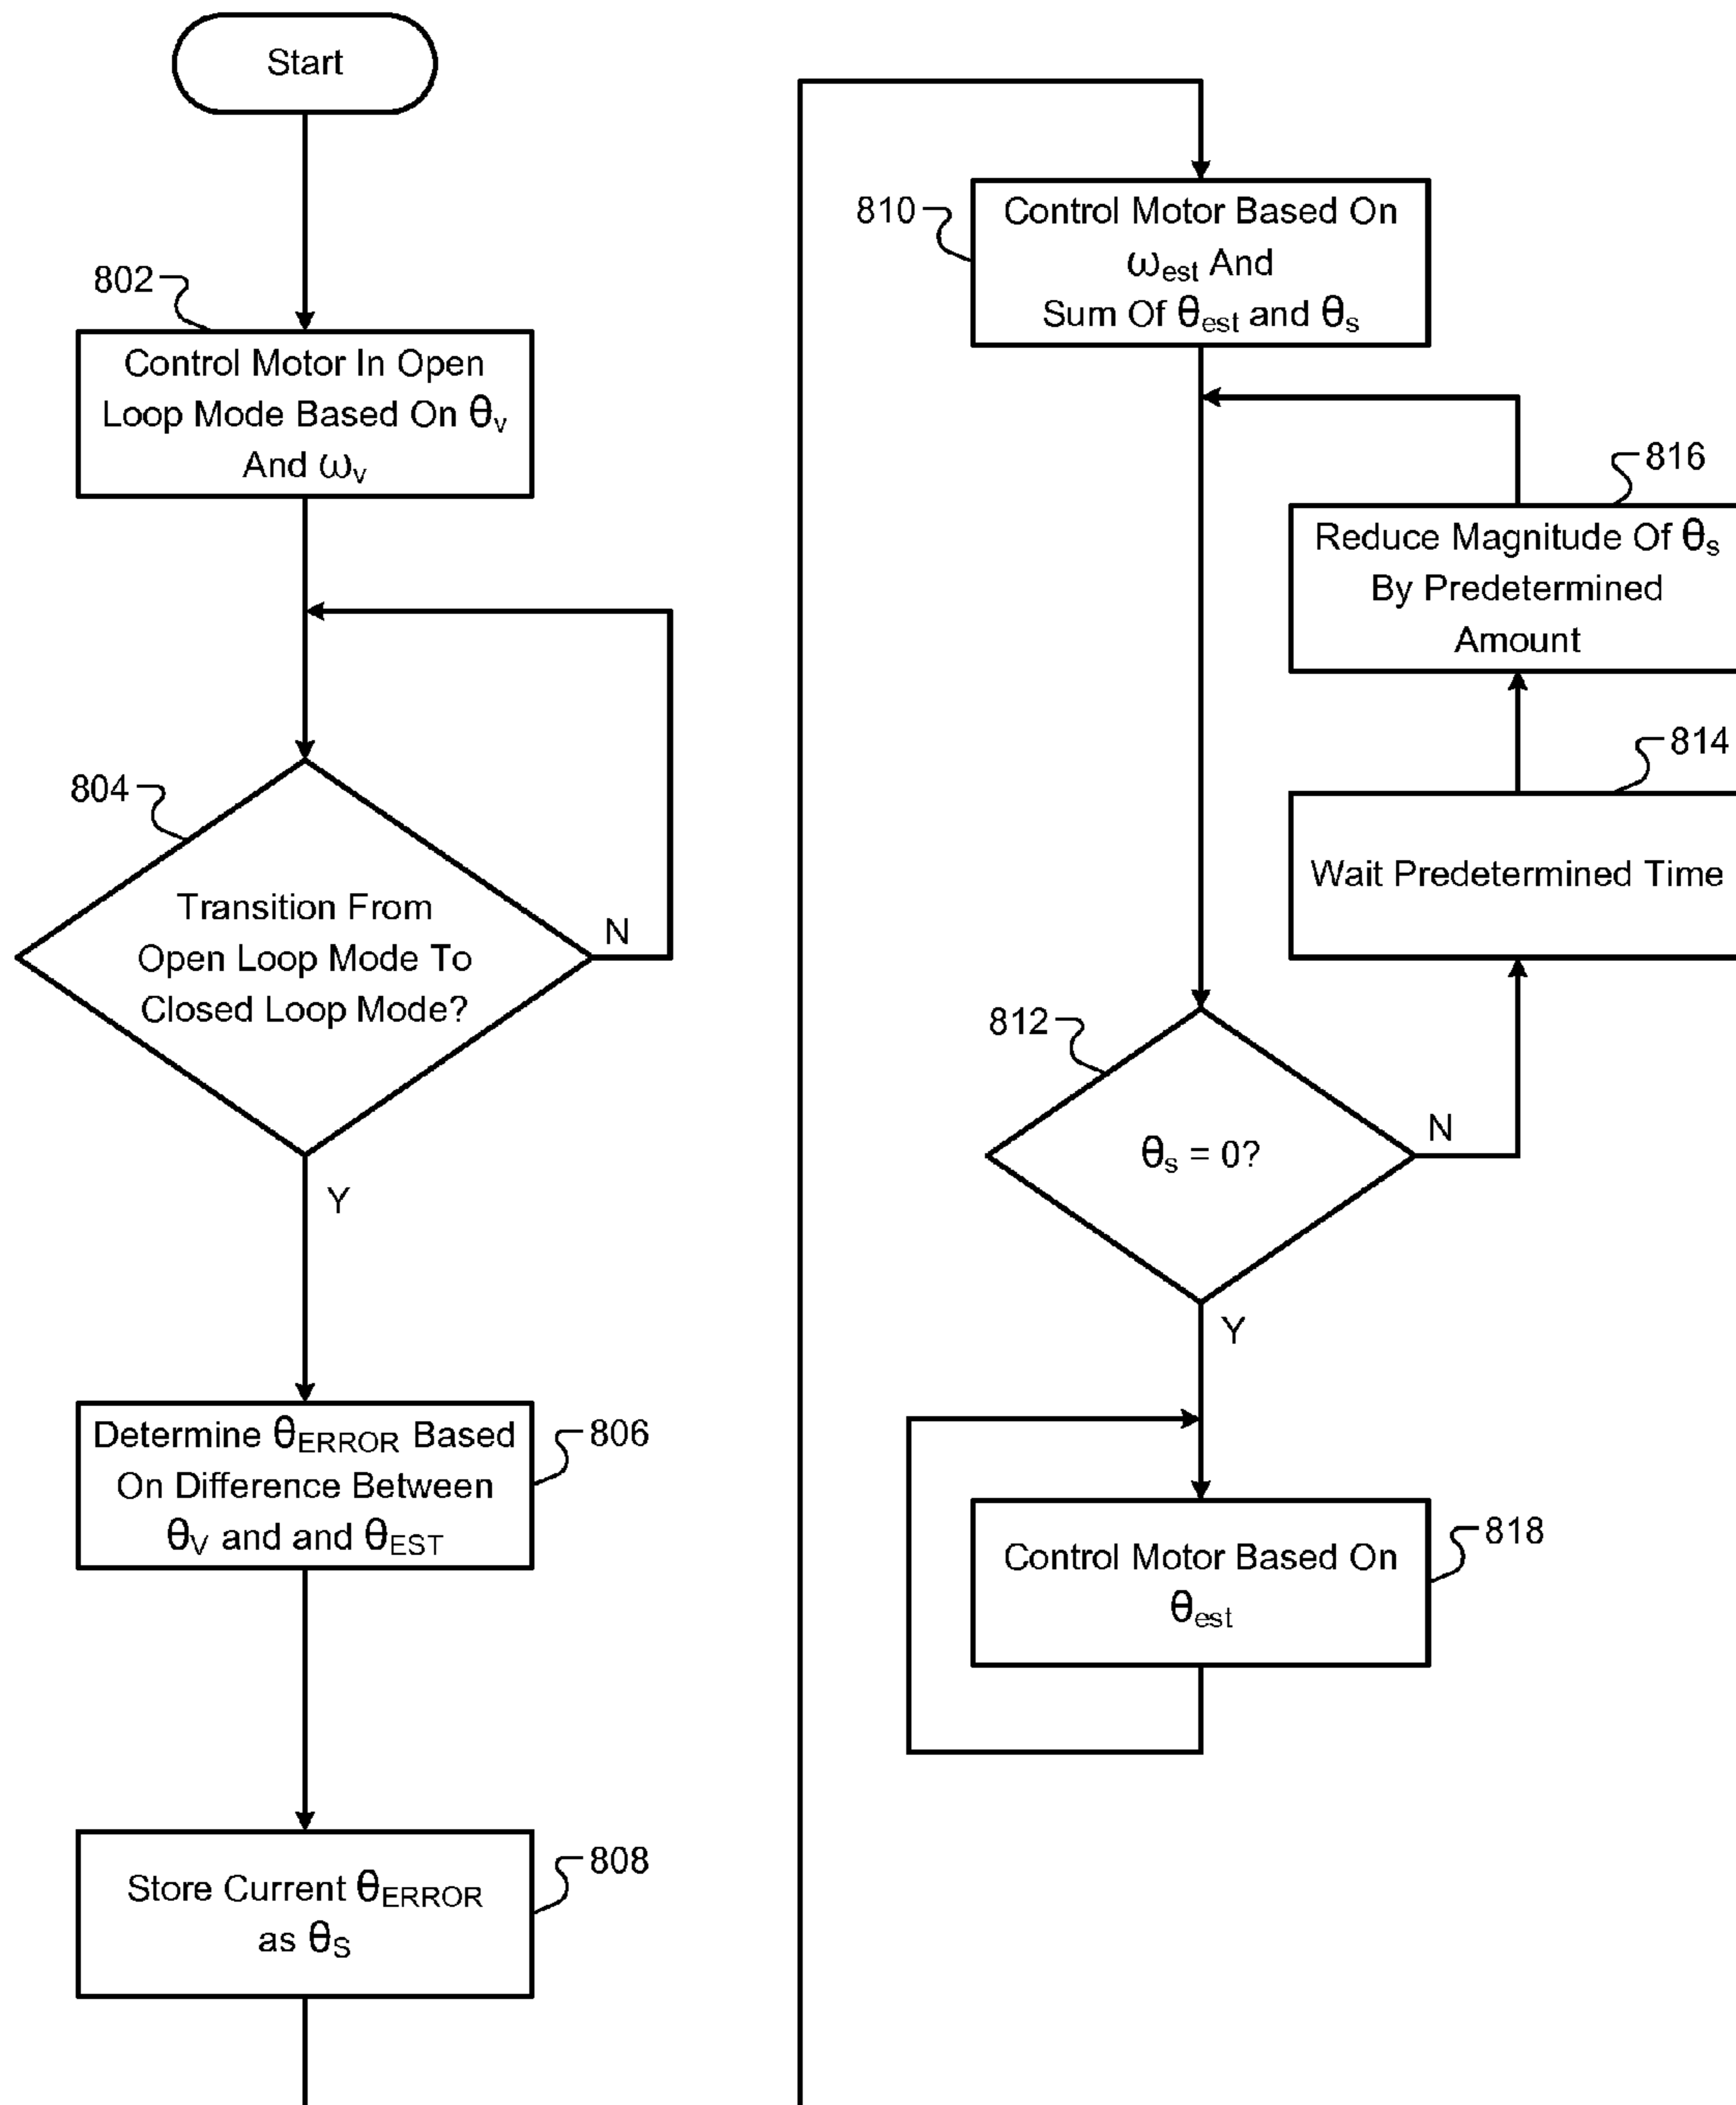 Start
802
Control Motor In Open
Loop Mode Based On θv
And ωv
804
Transition From
Open Loop Mode To
Closed Loop Mode?
N
Y
Determine θERROR Based
On Difference Between
θV and and θEST
806
Store Current θERROR
as θS
808
810
Control Motor Based On
ωest And
Sum Of θest and θs
816
Reduce Magnitude Of θs
By Predetermined
Amount
814
Wait Predetermined Time
812
θs = 0?
N
Y
Control Motor Based On
θest
818